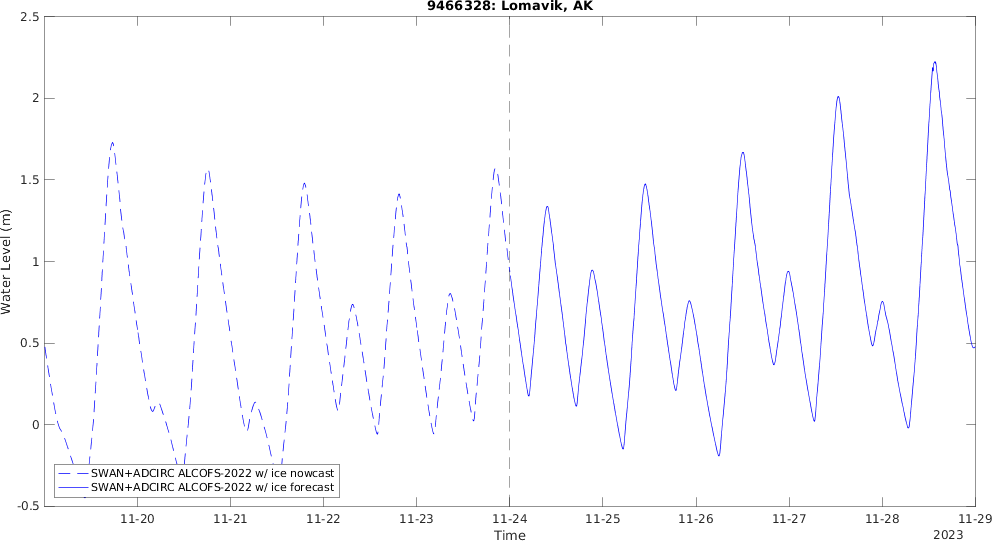 9466328: Lomavik, AK
2.5
2
1.5
1
0.5
0
-0.5
Water Level (m)
SWAN+ADCIRC ALCOFS-2022 w/ ice nowcast
SWAN+ADCIRC ALCOFS-2022 w/ ice forecast
11-20 11-21 11-22 11-23 11-24 11-25 11-26 11-27 11-28 11-29
Time
2023